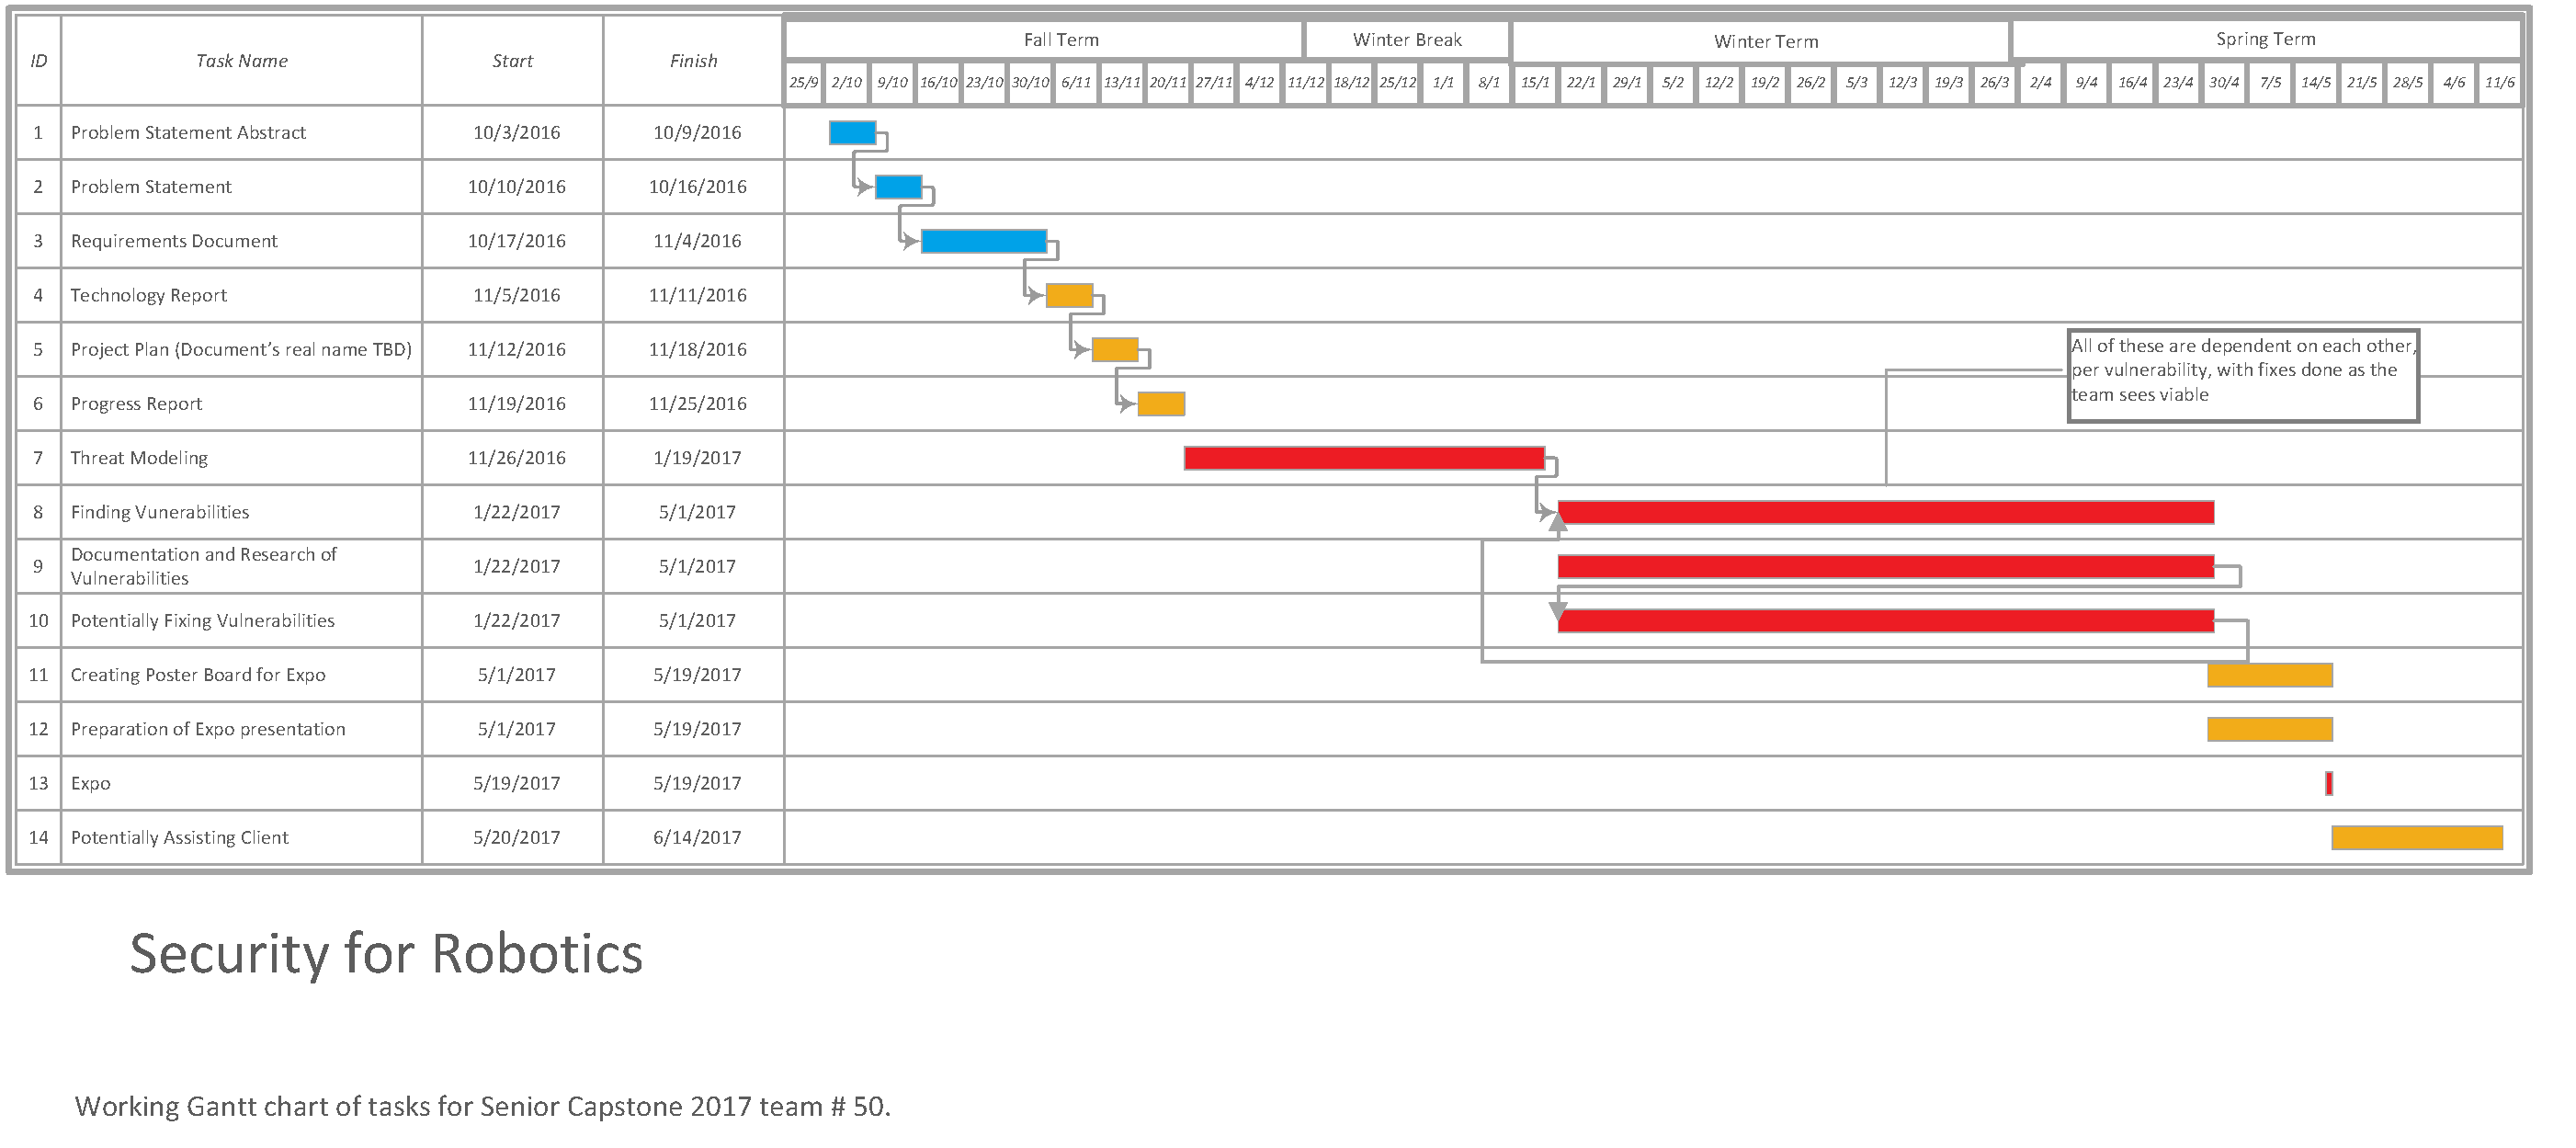 ID Task Name Start Finish Fall Term Winter Break Winter Term Spring Term
25/9 2/10 9/10 16/10 23/10 30/10 6/11 13/11 20/11 27/11 4/12 11/12 18/12 25/12 1/1 8/1 15/1 22/1 29/1 5/2 12/2 19/2 26/2 5/3 12/3 19/3 26/3 2/4 9/4 16/4 23/4 30/4 7/5 14/5 21/5 28/5 4/6 11/6
1 Problem Statement Abstract 10/3/2016 10/9/2016
2 Problem Statement 10/10/2016 10/16/2016
3 Requirements Document 10/17/2016 11/4/2016
4 Technology Report 11/5/2016 11/11/2016
5 Project Plan (Document’s real name TBD) 11/12/2016 11/18/2016
All of these are dependent on each other,
per vulnerability, with fixes done as the
team sees viable
6 Progress Report 11/19/2016 11/25/2016
7 Threat Modeling 11/26/2016 1/19/2017
8 Finding Vunerabilities 1/22/2017 5/1/2017
9 Documentation and Research of
Vulnerabilities 1/22/2017 5/1/2017
10 Potentially Fixing Vulnerabilities 1/22/2017 5/1/2017
11 Creating Poster Board for Expo 5/1/2017 5/19/2017
12 Preparation of Expo presentation 5/1/2017 5/19/2017
13 Expo 5/19/2017 5/19/2017
14 Potentially Assisting Client 5/20/2017 6/14/2017
Security for Robotics
Working Gantt chart of tasks for Senior Capstone 2017 team # 50.